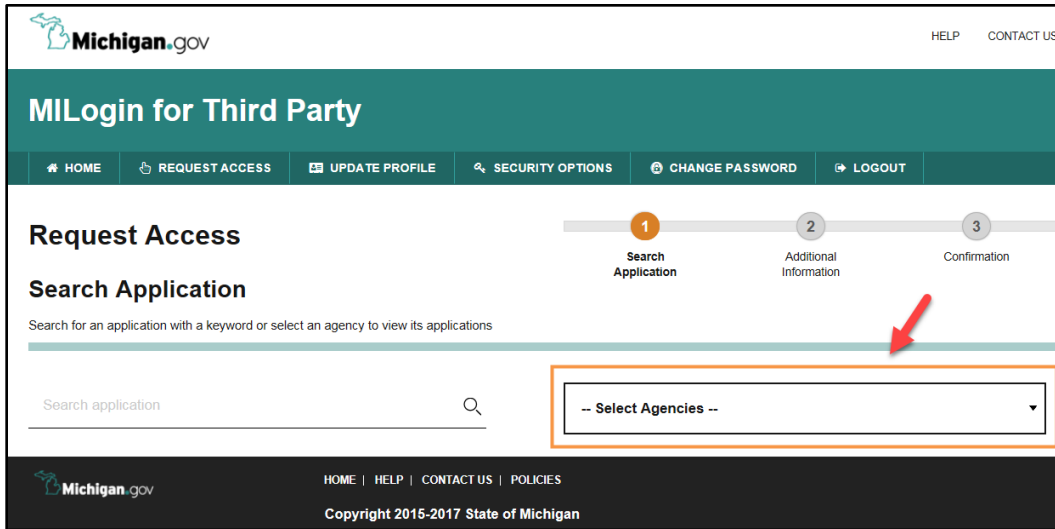 Michigan.gov
HELP CONTACT US
MILogin for Third Party
HOME REQUEST ACCESS UPDATE PROFILE SECURITY OPTIONS CHANGE PASSWORD LOGOUT
Request Access
1 2 3
Search Application
Additional Information
Confirmation
Search Application
Search for an application with a keyword or select an agency to view its applications
Search application
-- Select Agencies --
Michigan.gov
HOME | HELP | CONTACT US | POLICIES
Copyright 2015-2017 State of Michigan